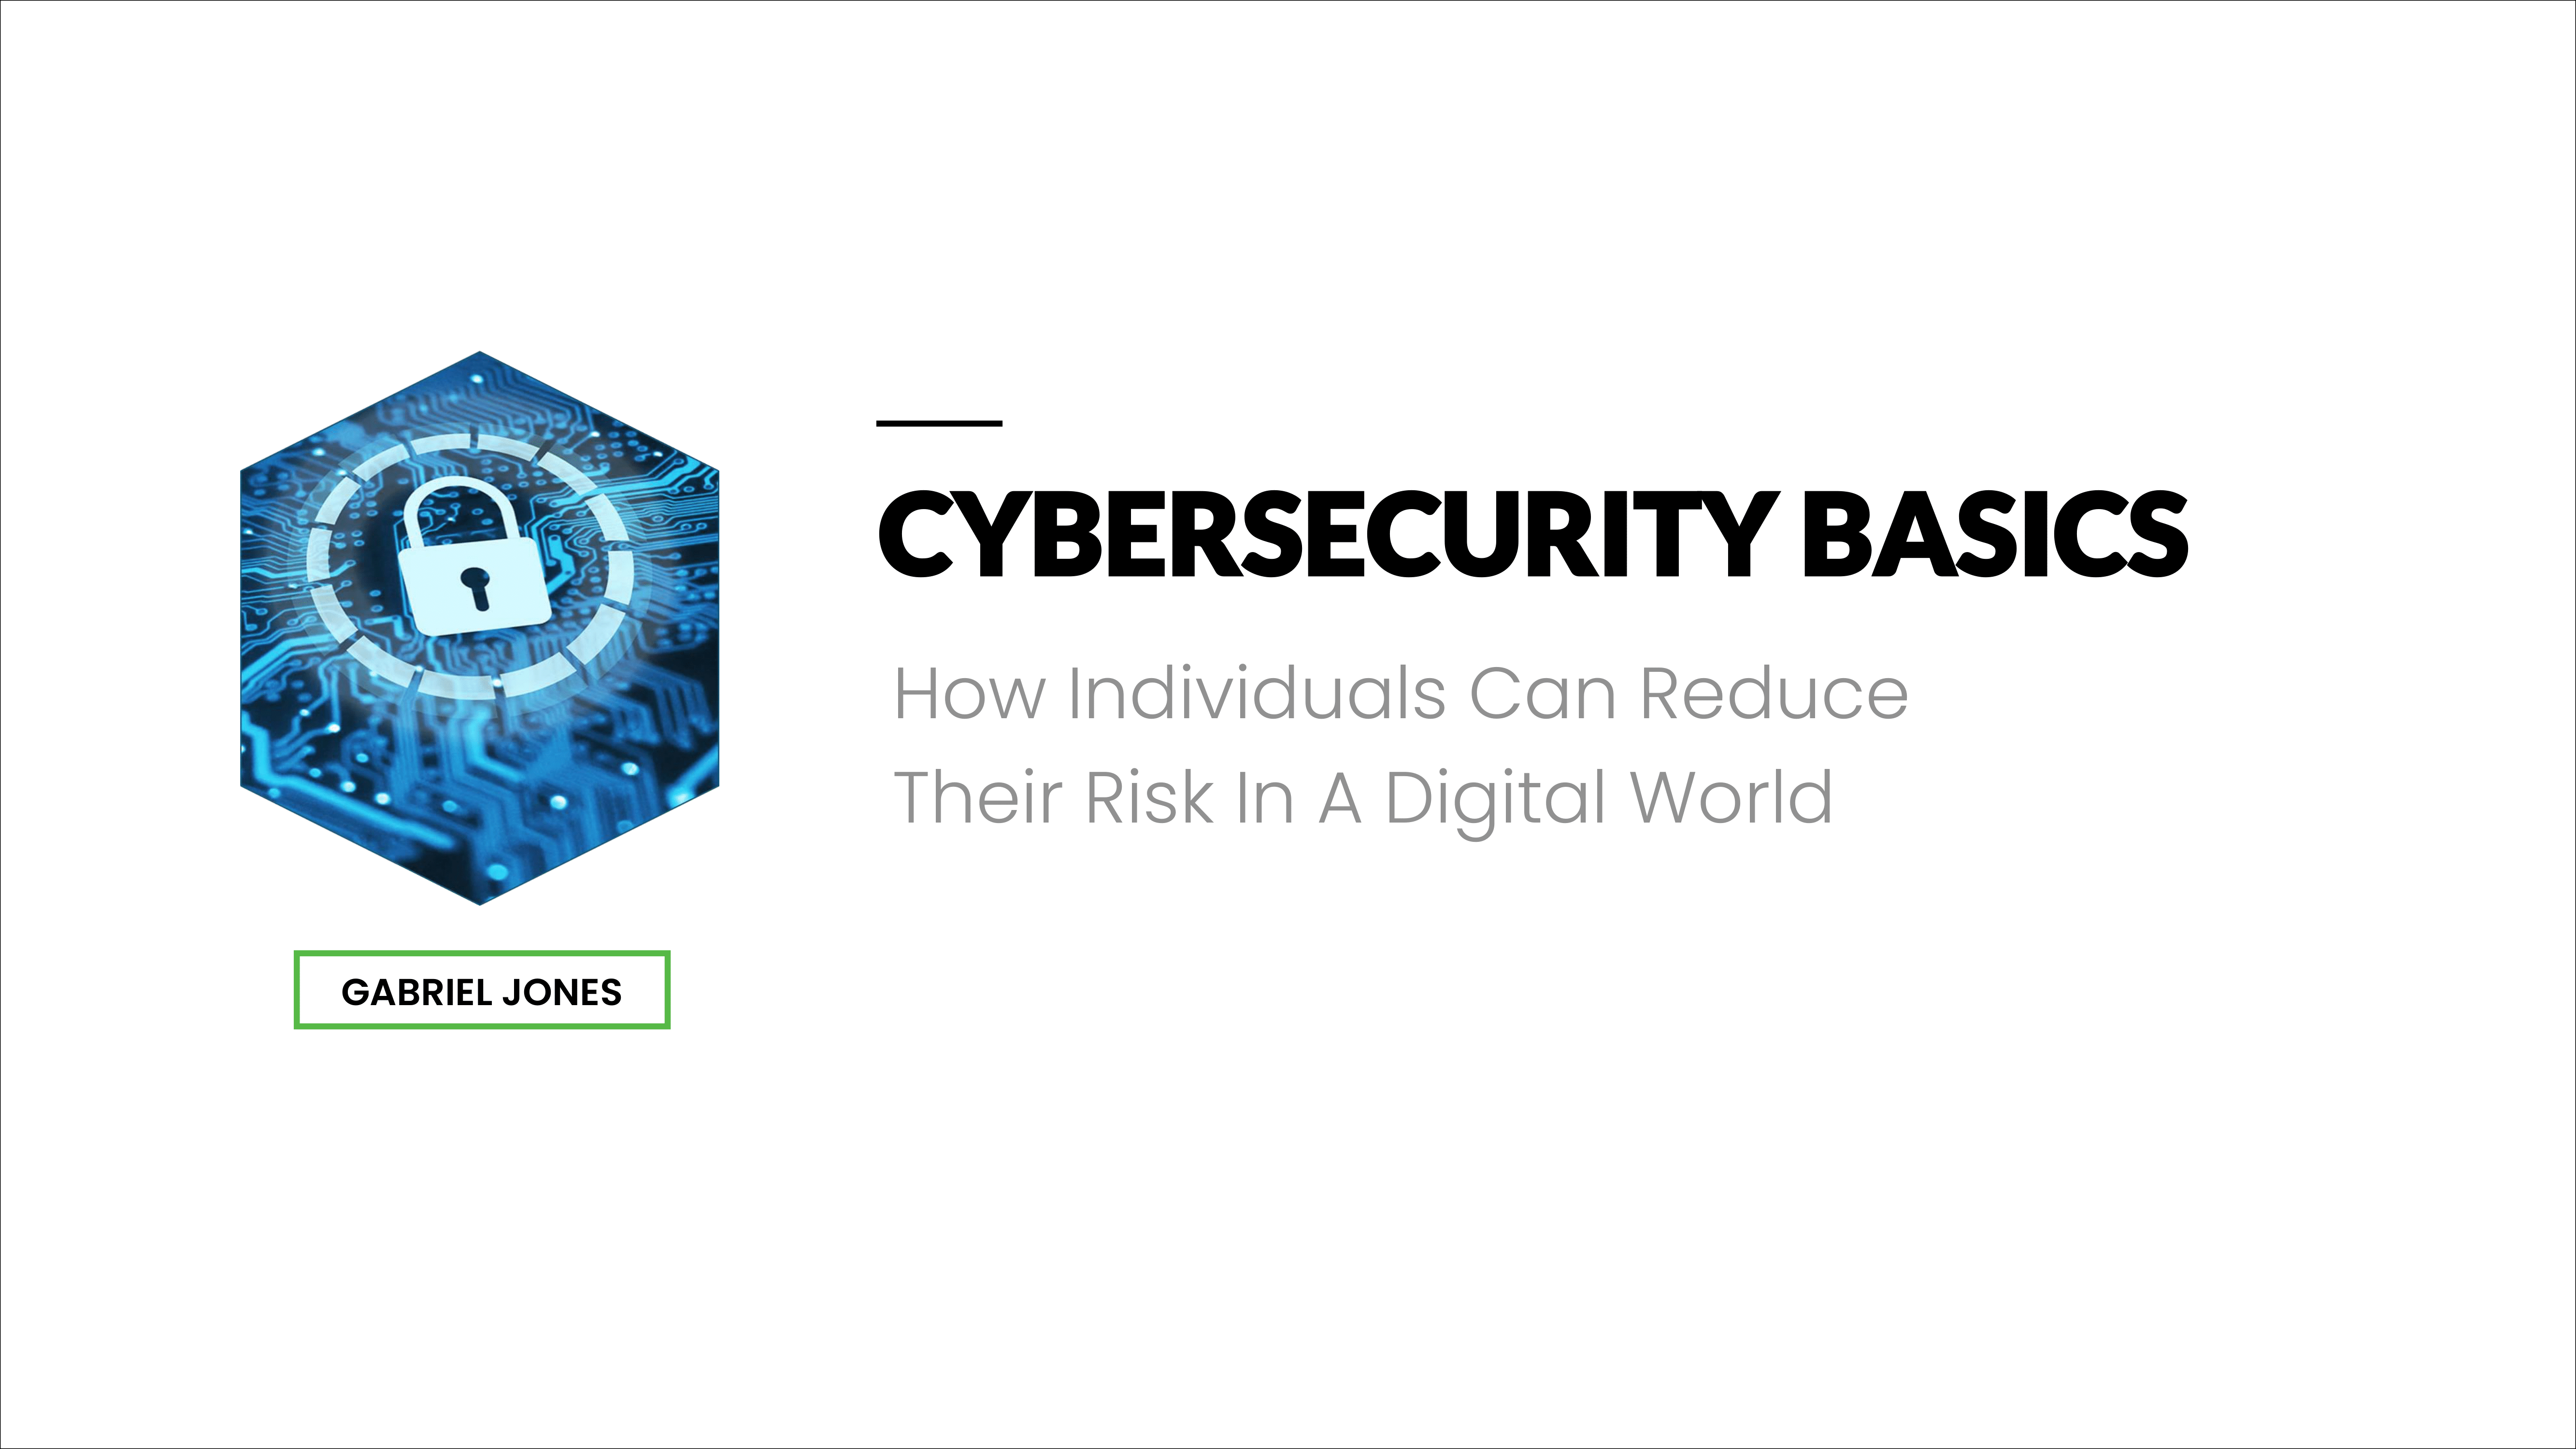 CYBERSECURITY BASICS
How Individuals Can Reduce
Their Risk In A Digital World
GABRIEL JONES